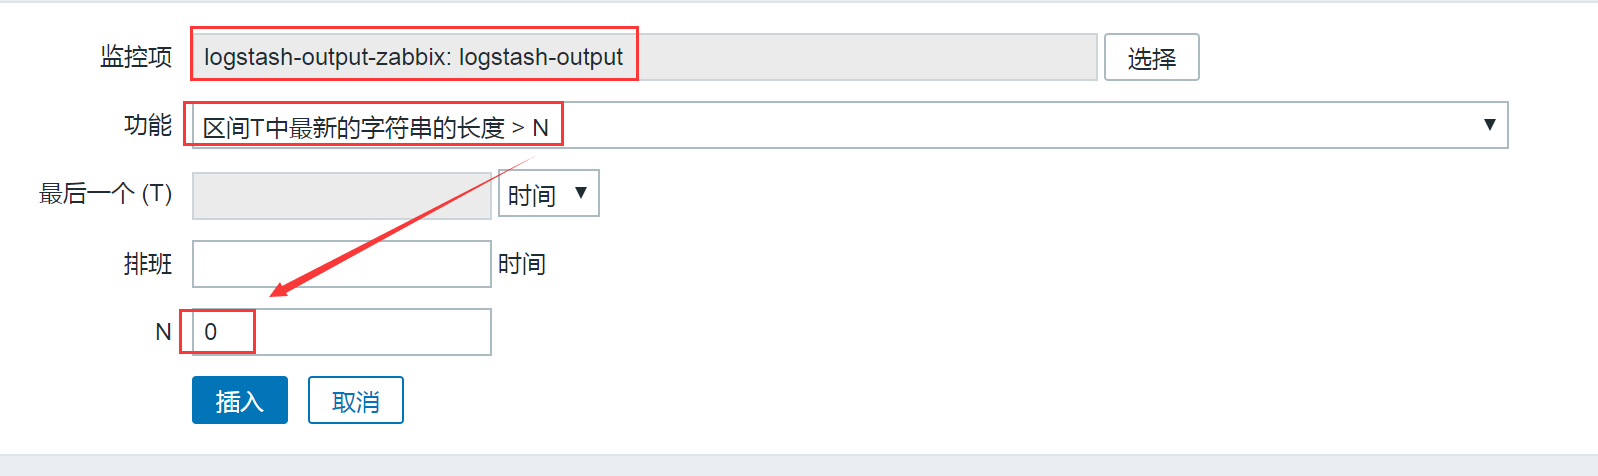 监控项 logstash-output-zabbix: logstash-output 选择
功能 区间T中最新的字符串的长度 > N
最后一个 (T) 时间
排班 时间
N 0
插入 取消